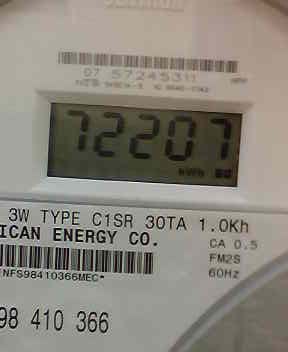 07 57245311
72207
kWh
3W TYPE C1SR 30TA 1.0Kh
ICAN ENERGY CO.
CA 0.5
FM2S
NFS98410366MEC*
60Hz
98 410 366